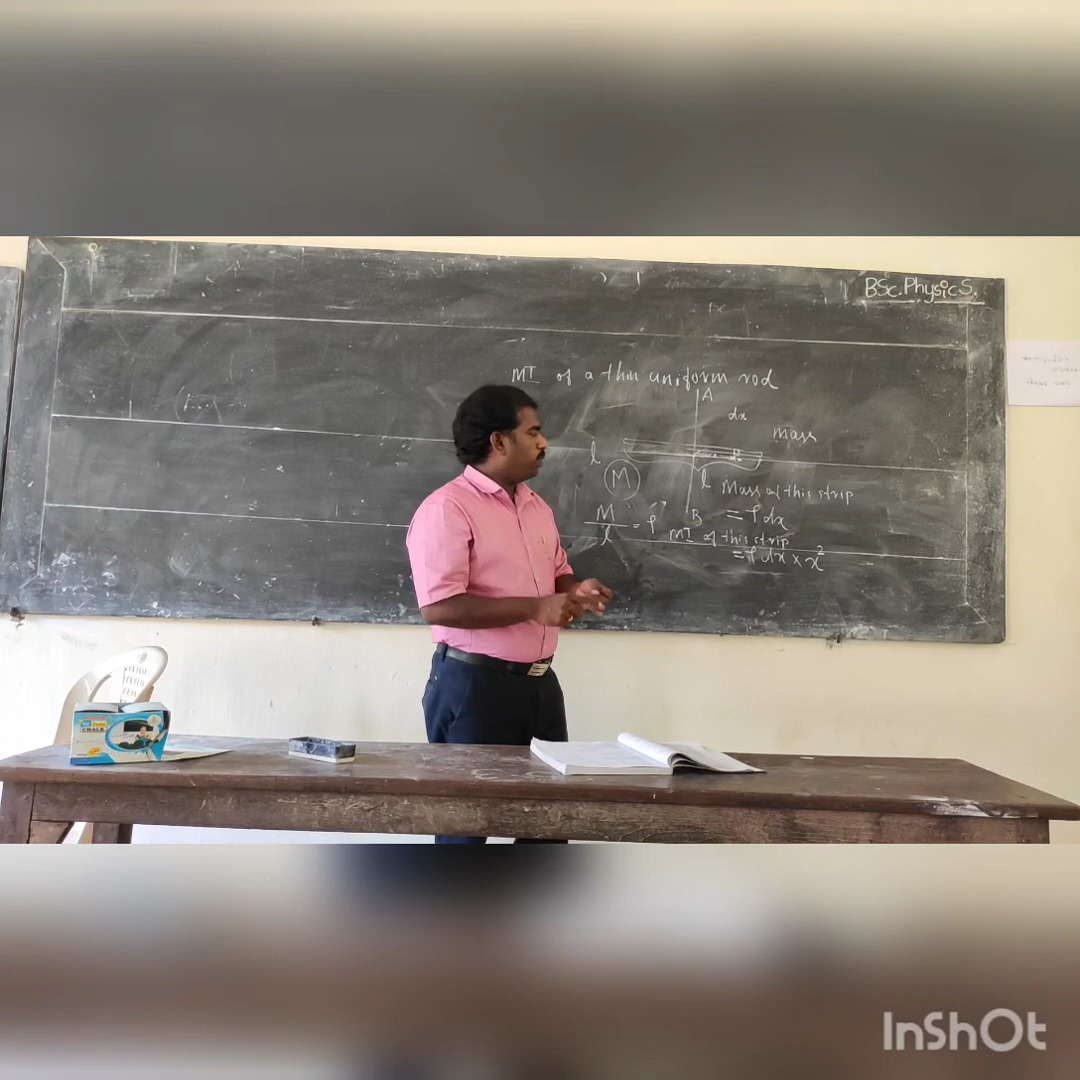 BSc. Physics.
MI of a thin uniform rod
A
dx
Mass
l
M
l
Mass of this strip
M/l = ρ
B
= ρ dx
MI of this strip
= ρ dx × x²
CHALK
InShOt